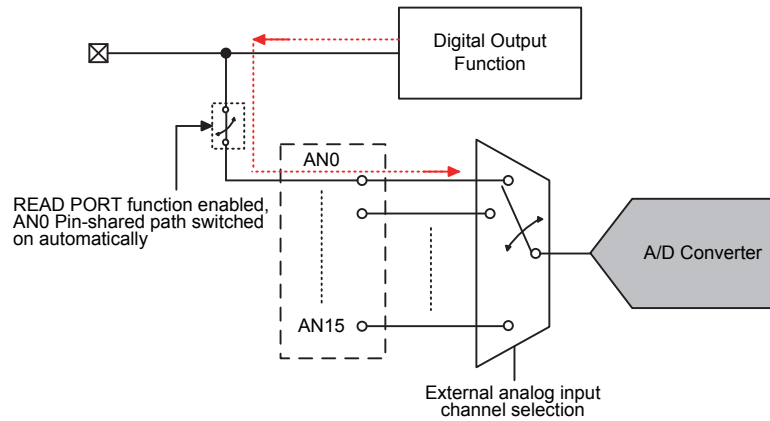 Digital Output
Function
AN0
READ PORT function enabled,
AN0 Pin-shared path switched
on automatically
A/D Converter
AN15
External analog input
channel selection